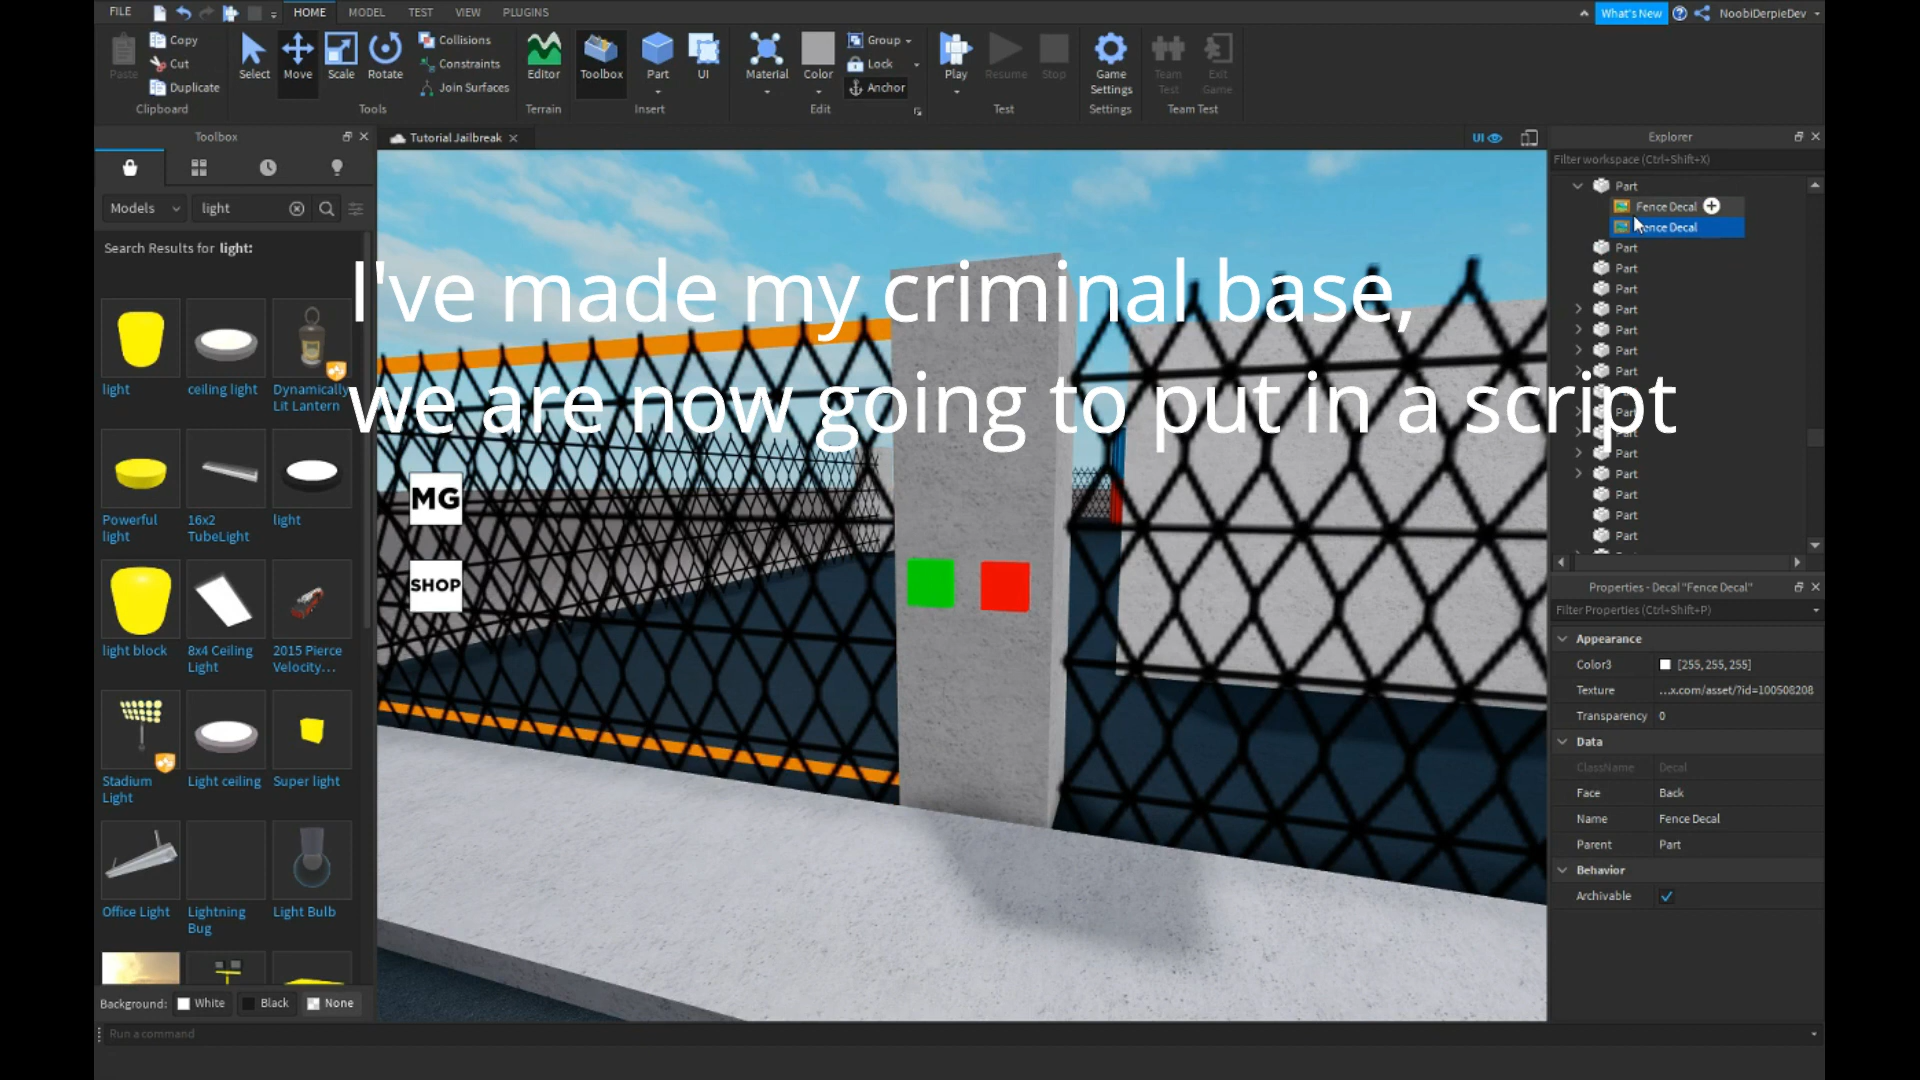 FILE
HOME
MODEL
TEST
VIEW
PLUGINS
What's New
NoobiDerpieDev
Paste
Copy
Cut
Duplicate
Clipboard
Select
Move
Scale
Rotate
Collisions
Constraints
Join Surfaces
Tools
Editor
Terrain
Toolbox
Part
UI
Insert
Material
Color
Group
Lock
Anchor
Edit
Play
Resume
Stop
Test
Game
Settings
Settings
Team
Test
Exit
Game
Team Test
Toolbox
Models
light
Search Results for light:
light
ceiling light
Dynamically
Lit Lantern
Powerful
light
16x2
TubeLight
light
light block
8x4 Ceiling
Light
2015 Pierce
Velocity...
Stadium
Light
Light ceiling
Super light
Office Light
Lightning
Bug
Light Bulb
Background:
White
Black
None
Run a command
Tutorial Jailbreak
UI
I've made my criminal base,
we are now going to put in a script
MG
SHOP
Explorer
Filter workspace (Ctrl+Shift+X)
Part
Fence Decal
Decal
Part
Part
Part
Part
Part
Part
Part
Part
Part
Part
Part
Part
Part
Properties - Decal "Fence Decal"
Filter Properties (Ctrl+Shift+P)
Appearance
Color3
[255, 255, 255]
Texture
...x.com/asset/?id=100508208
Transparency
0
Data
ClassName
Decal
Face
Back
Name
Fence Decal
Parent
Part
Behavior
Archivable